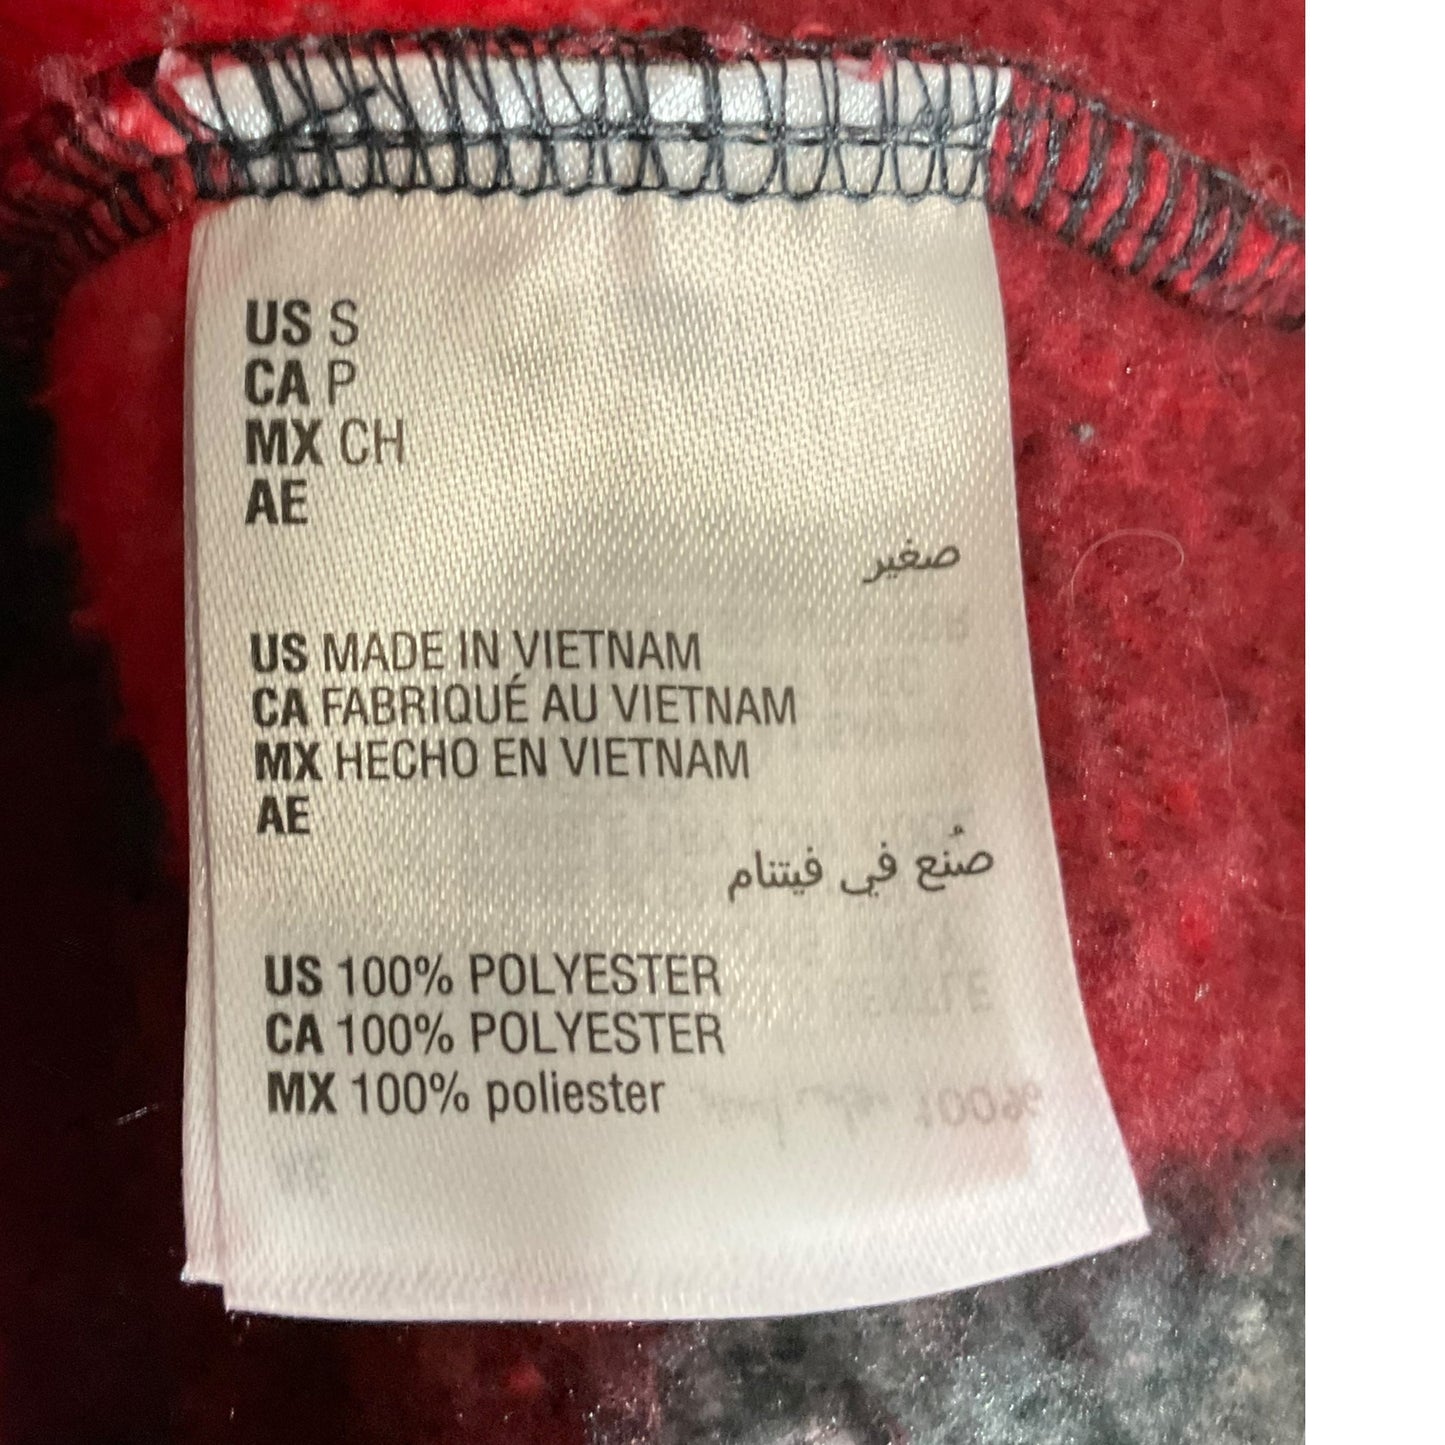 US S
CA P
MX CH
AE
صغير
US MADE IN VIETNAM
CA FABRIQUÉ AU VIETNAM
MX HECHO EN VIETNAM
AE
صُنع في فيتنام
US 100% POLYESTER
CA 100% POLYESTER
MX 100% poliester